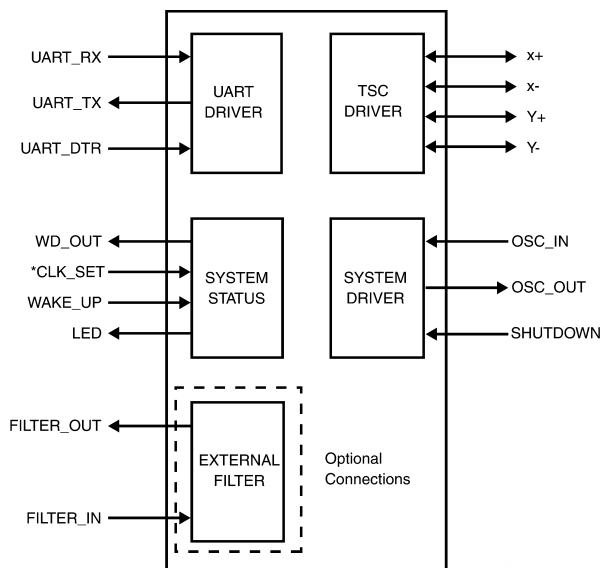 UART_RX
UART_TX
UART_DTR
UART
DRIVER
TSC
DRIVER
x+
x-
Y+
Y-
WD_OUT
*CLK_SET
WAKE_UP
LED
SYSTEM
STATUS
SYSTEM
DRIVER
OSC_IN
OSC_OUT
SHUTDOWN
FILTER_OUT
FILTER_IN
EXTERNAL
FILTER
Optional
Connections